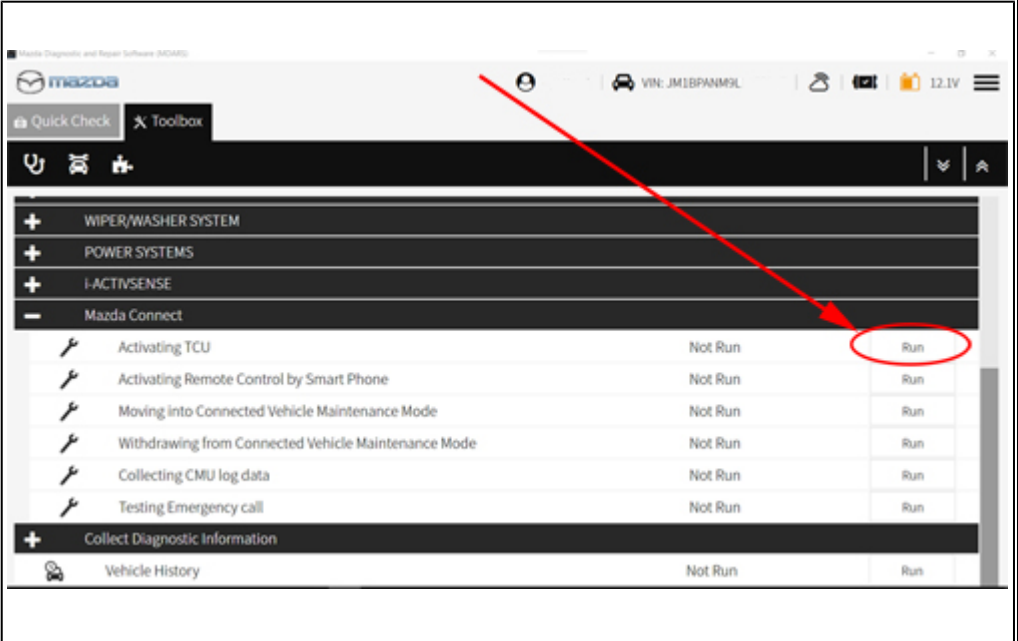 Mazda Diagnostic and Repair Software (MDARS)
mazda VIN: JM1BPANM9L 12.1V
Quick Check Toolbox
WIPER/WASHER SYSTEM
POWER SYSTEMS
i-ACTIVSENSE
Mazda Connect
Activating TCU Not Run Run
Activating Remote Control by Smart Phone Not Run Run
Moving into Connected Vehicle Maintenance Mode Not Run Run
Withdrawing from Connected Vehicle Maintenance Mode Not Run Run
Collecting CMU log data Not Run Run
Testing Emergency call Not Run Run
Collect Diagnostic Information
Vehicle History Not Run Run